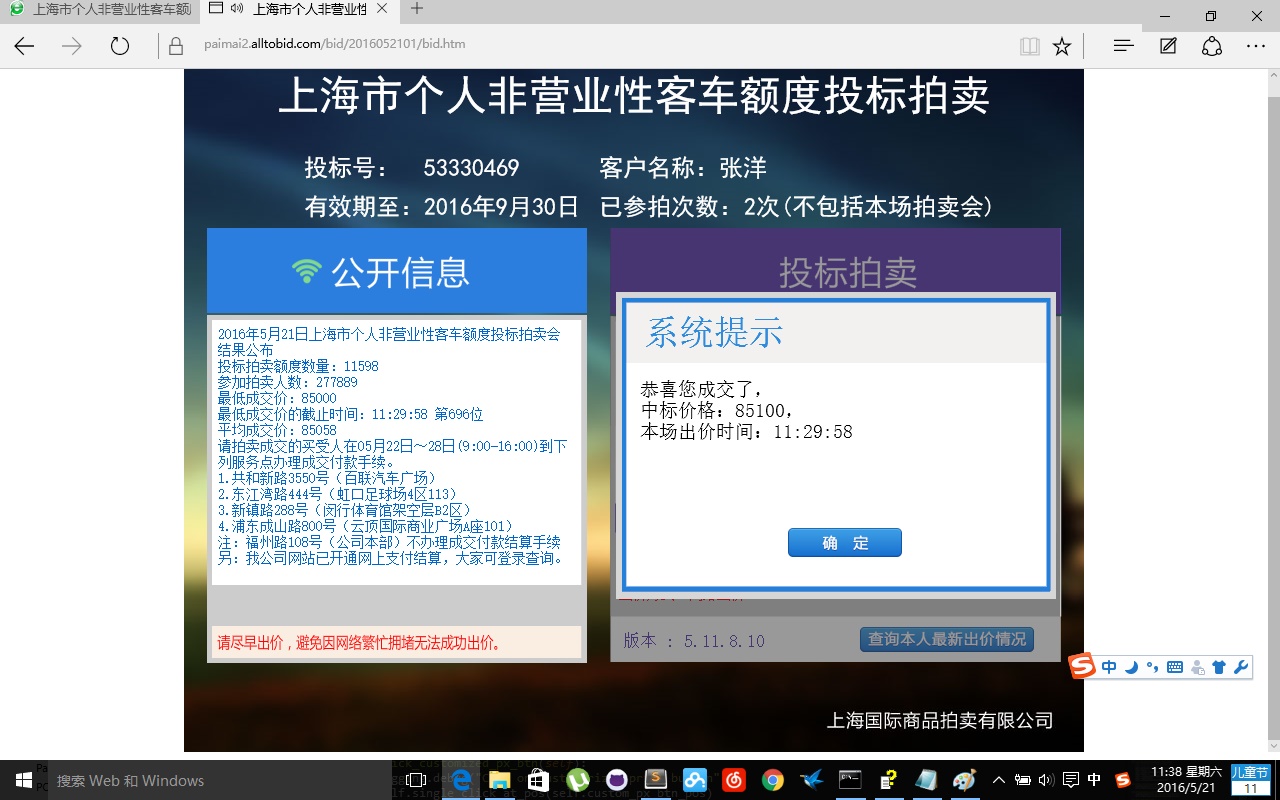 上海市个人非营业性客车额
上海市个人非营业性
paimai2.alltobid.com/bid/2016052101/bid.htm
上海市个人非营业性客车额度投标拍卖
投标号： 53330469 客户名称：张洋
有效期至：2016年9月30日 已参拍次数：2次(不包括本场拍卖会)
公开信息
2016年5月21日上海市个人非营业性客车额度投标拍卖会
结果公布
投标拍卖额度数量：11598
参加拍卖人数：277889
最低成交价：85000
最低成交价的截止时间：11:29:58 第696位
平均成交价：85058
请拍卖成交的买受人在05月22日～28日(9:00-16:00)到下
列服务点办理成交付款手续。
1.共和新路3550号（百联汽车广场）
2.东江湾路444号（虹口足球场4区113）
3.新镇路288号（闵行体育馆架空层B2区）
4.浦东成山路800号（云顶国际商业广场A座101）
注：福州路108号（公司本部）不办理成交付款结算手续
另：我公司网站已开通网上支付结算，大家可登录查询。
请尽早出价，避免因网络繁忙拥堵无法成功出价。
投标拍卖
系统提示
恭喜您成交了，
中标价格：85100，
本场出价时间：11:29:58
确 定
版本 : 5.11.8.10
查询本人最新出价情况
中
上海国际商品拍卖有限公司
搜索 Web 和 Windows
中
11:38 星期六
2016/5/21
儿童节
11